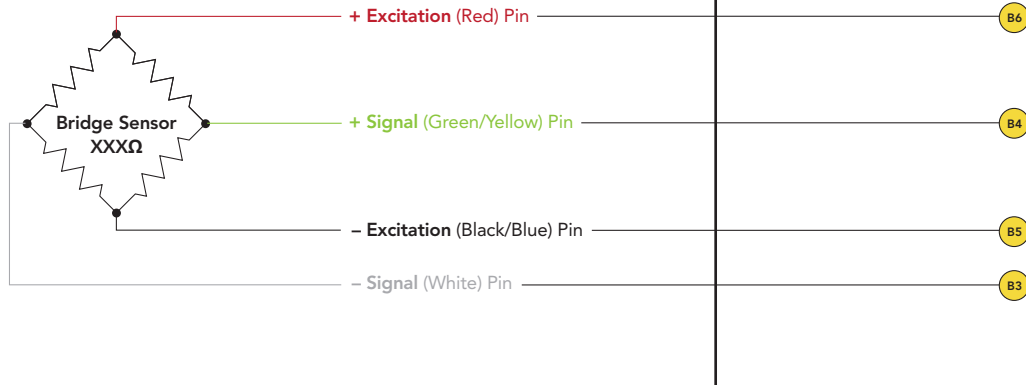 + Excitation (Red) Pin
B6
Bridge Sensor
XXXΩ
+ Signal (Green/Yellow) Pin
B4
– Excitation (Black/Blue) Pin
B5
– Signal (White) Pin
B3